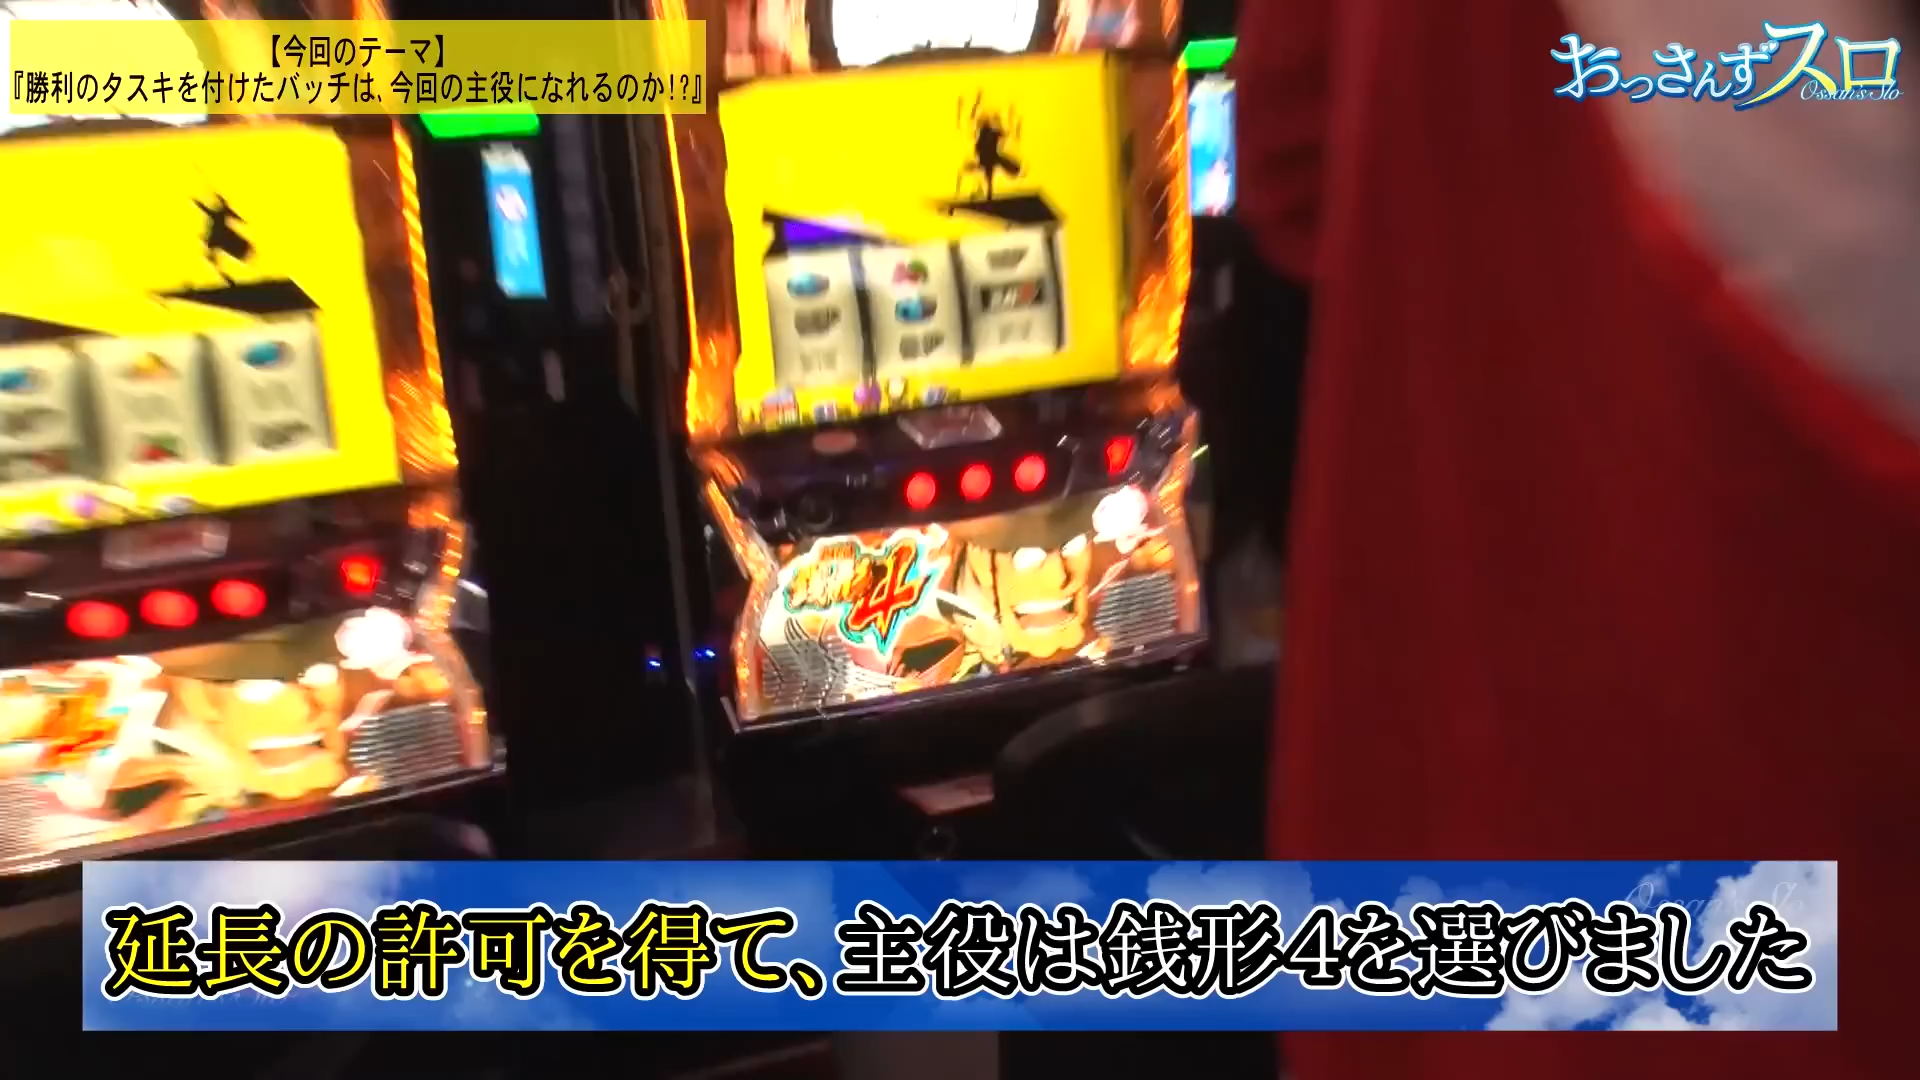 【今回のテーマ】
『勝利のタスキを付けたバッチは、今回の主役になれるのか!?』
おっさんずスロ
Ossan's Slo
4
延長の許可を得て、主役は銭形4を選びました